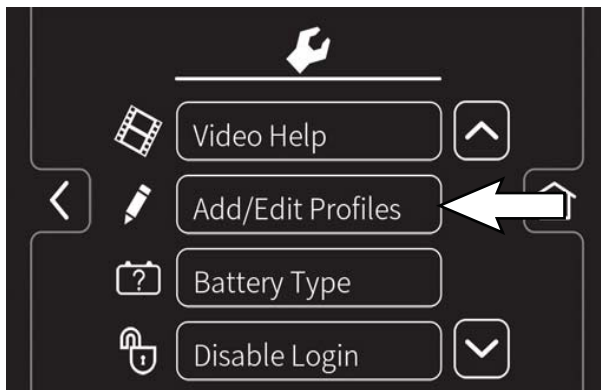 Video Help
Add/Edit Profiles
Battery Type
Disable Login